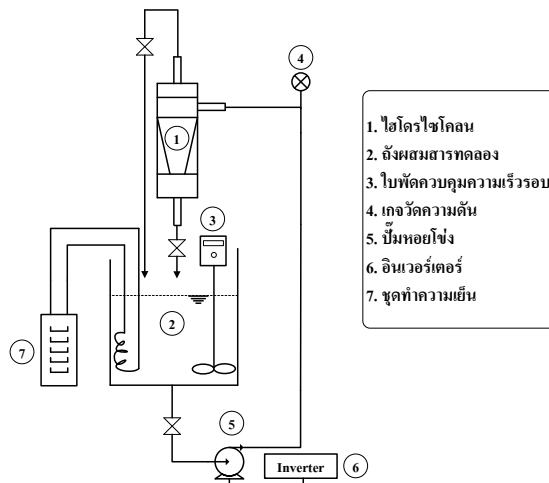 4
1. ไฮโดรไซโคลน
2. ถังผสมสารทดลอง
3. ใบพัดควบคุมความเร็วรอบ
4. เกจวัดความดัน
5. ปั๊มหอยโข่ง
6. อินเวอร์เตอร์
7. ชุดทำความเย็น
1
3
2
7
5
Inverter
6